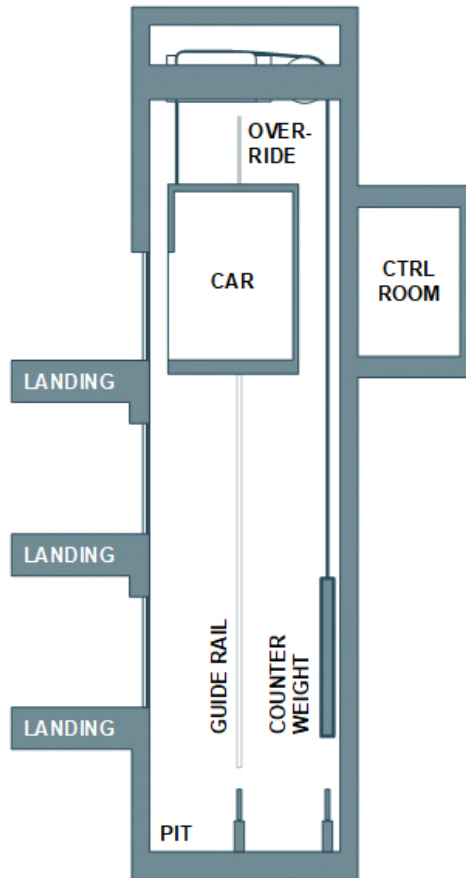 OVER-
RIDE
CAR
CTRL
ROOM
LANDING
LANDING
GUIDE RAIL
COUNTER
WEIGHT
LANDING
PIT